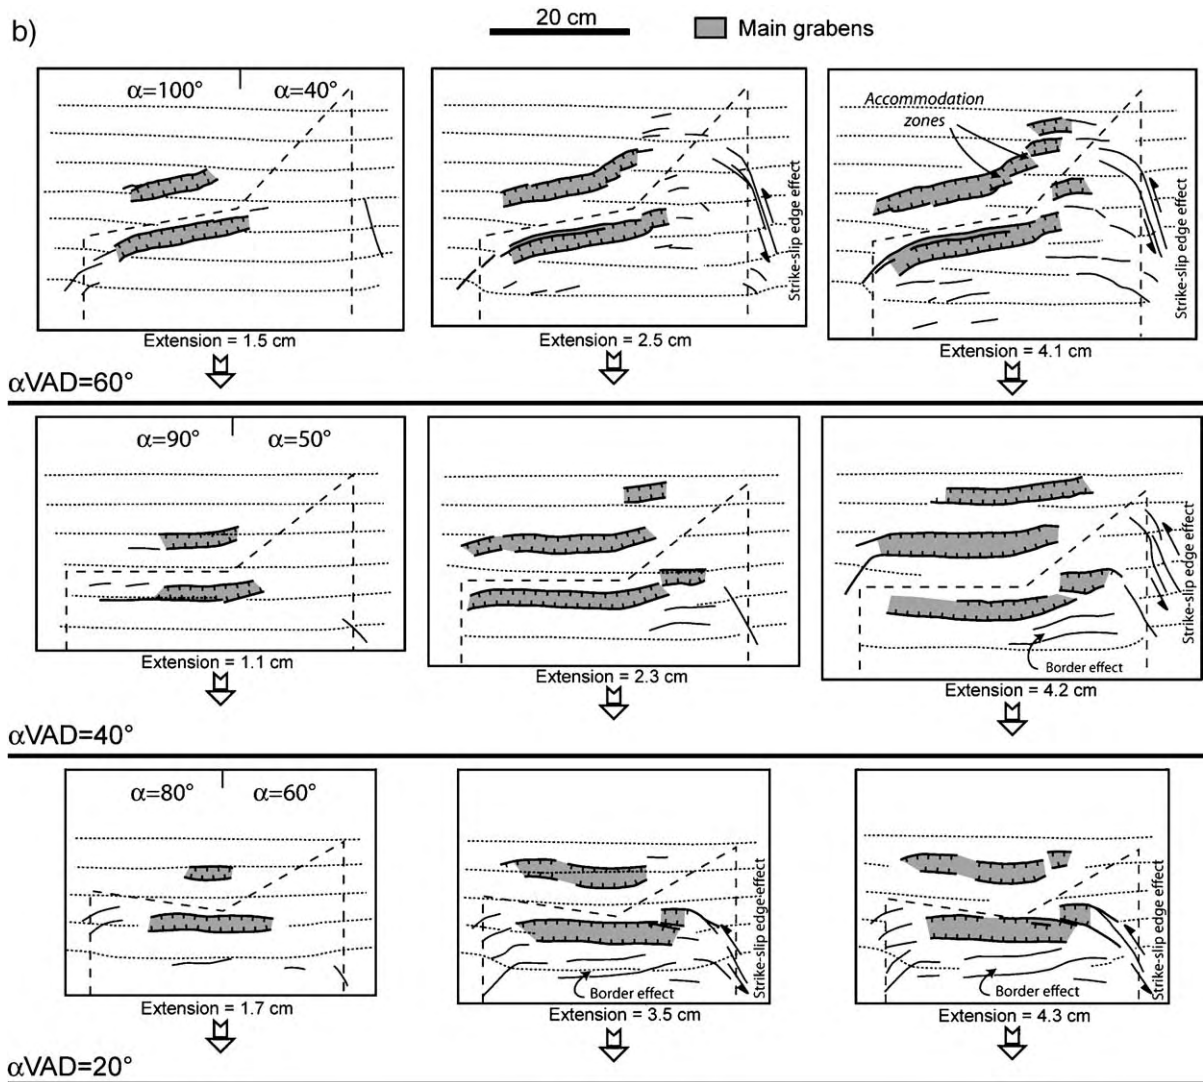 b)
20 cm
Main grabens
α=100° α=40°
Accommodation
zones
Strike-slip edge effect
Strike-slip edge effect
Extension = 1.5 cm
Extension = 2.5 cm
Extension = 4.1 cm
αVAD=60°
α=90° α=50°
Strike-slip edge effect
Border effect
Extension = 1.1 cm
Extension = 2.3 cm
Extension = 4.2 cm
αVAD=40°
α=80° α=60°
Strike-slip edge effect
Strike-slip edge effect
Border effect
Border effect
Extension = 1.7 cm
Extension = 3.5 cm
Extension = 4.3 cm
αVAD=20°